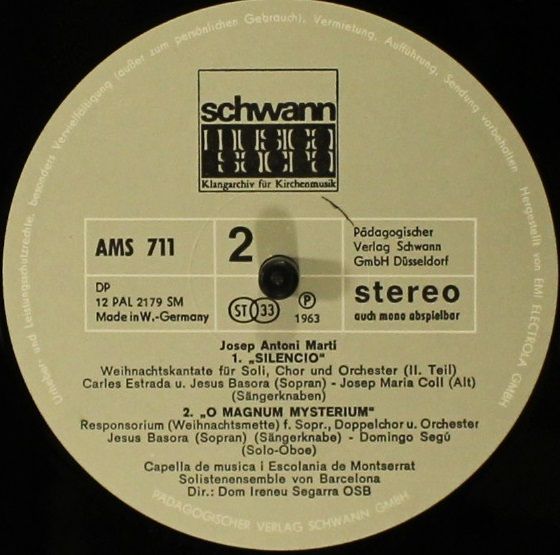 schwann
musica
sacra
Klangarchiv für Kirchenmusik
AMS 711
2
Pädagogischer
Verlag Schwann
GmbH Düsseldorf
DP
12 PAL 2179 SM
Made in W.-Germany
ST 33
Ⓟ
1963
stereo
auch mono abspielbar
Josep Antoni Marti
1. „SILENCIO"
Weihnachtskantate für Soli, Chor und Orchester (II. Teil)
Carles Estrada u. Jesus Basora (Sopran) - Josep Maria Coll (Alt)
(Sängerknaben)
2. „O MAGNUM MYSTERIUM"
Responsorium (Weihnachtsmette) f. Sopr., Doppelchor u. Orchester
Jesus Basora (Sopran) (Sängerknabe) - Domingo Segú
(Solo-Oboe)
Capella de musica i Escolania de Montserrat
Solistenensemble von Barcelona
Dir.: Dom Ireneu Segarra OSB
Urheber- und Leistungsschutzrechte, besonders Vervielfältigung (außer zum persönlichen Gebrauch), Vermietung, Aufführung, Sendung vorbehalten Hergestellt von EMI ELECTROLA GMBH
PÄDAGOGISCHER VERLAG SCHWANN GMBH